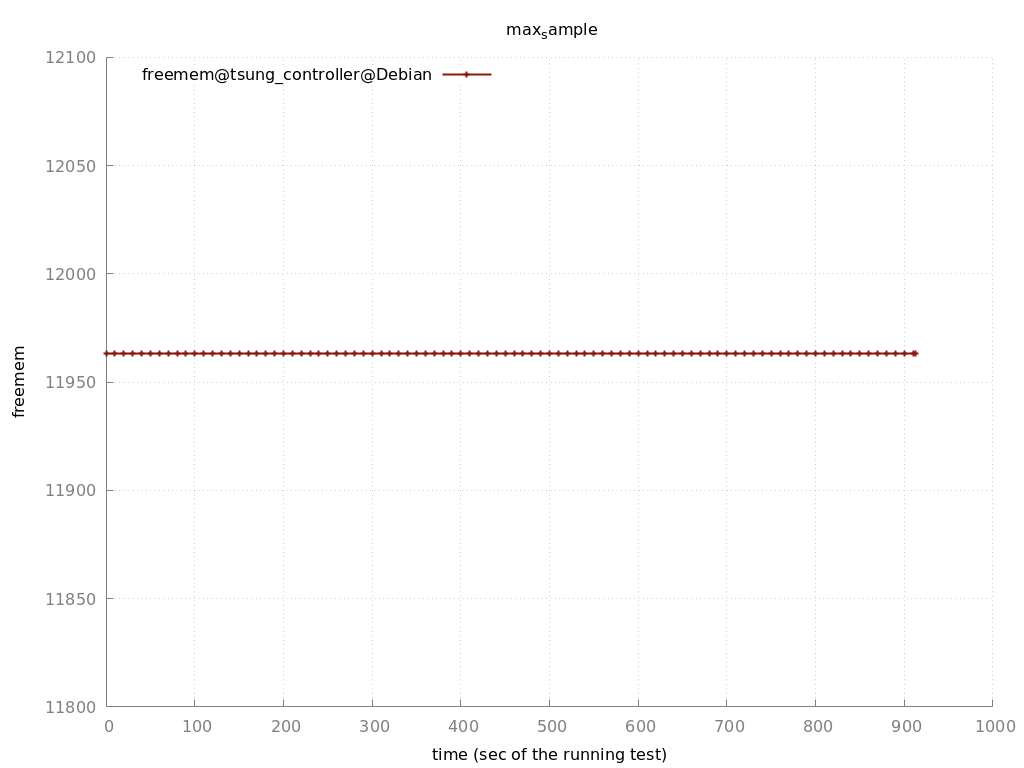 maxsample
12100
freemem@tsung_controller@Debian
12050
12000
11950
11900
11850
11800
freemem
0 100 200 300 400 500 600 700 800 900 1000
time (sec of the running test)